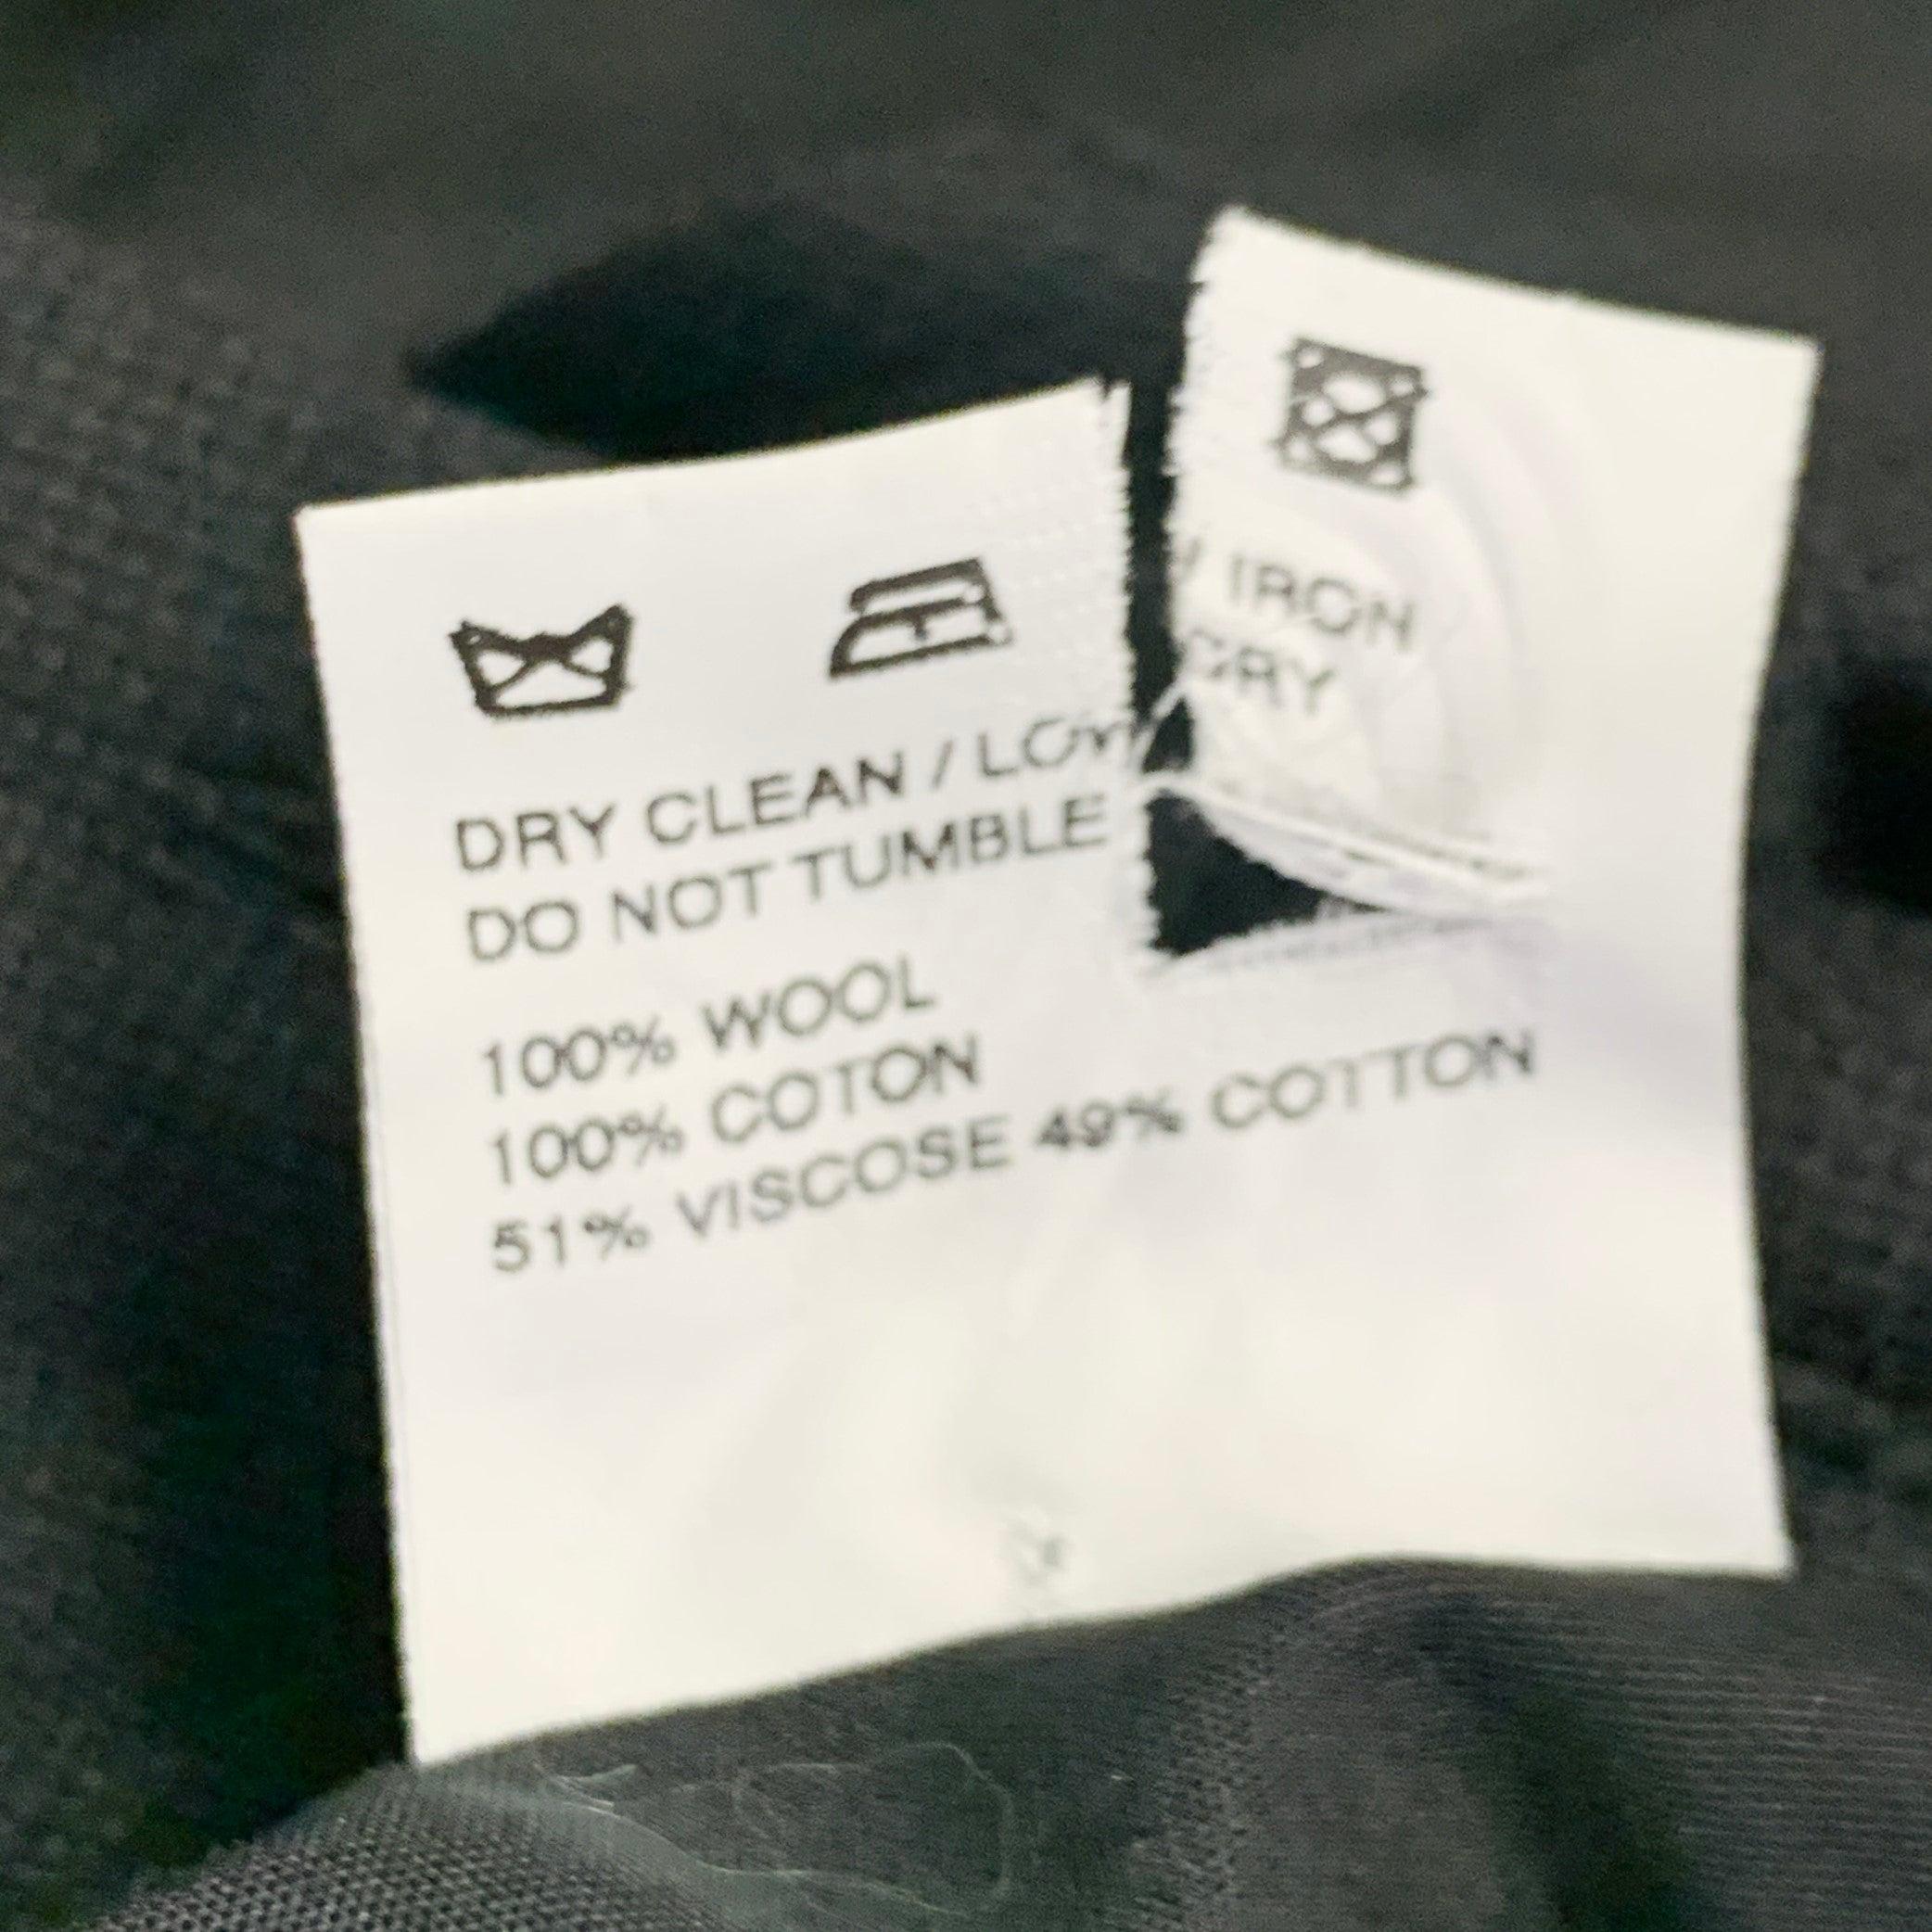 DRY CLEAN / LOW IRON
DO NOT TUMBLE DRY
100% WOOL
100% COTON
51% VISCOSE 49% COTTON